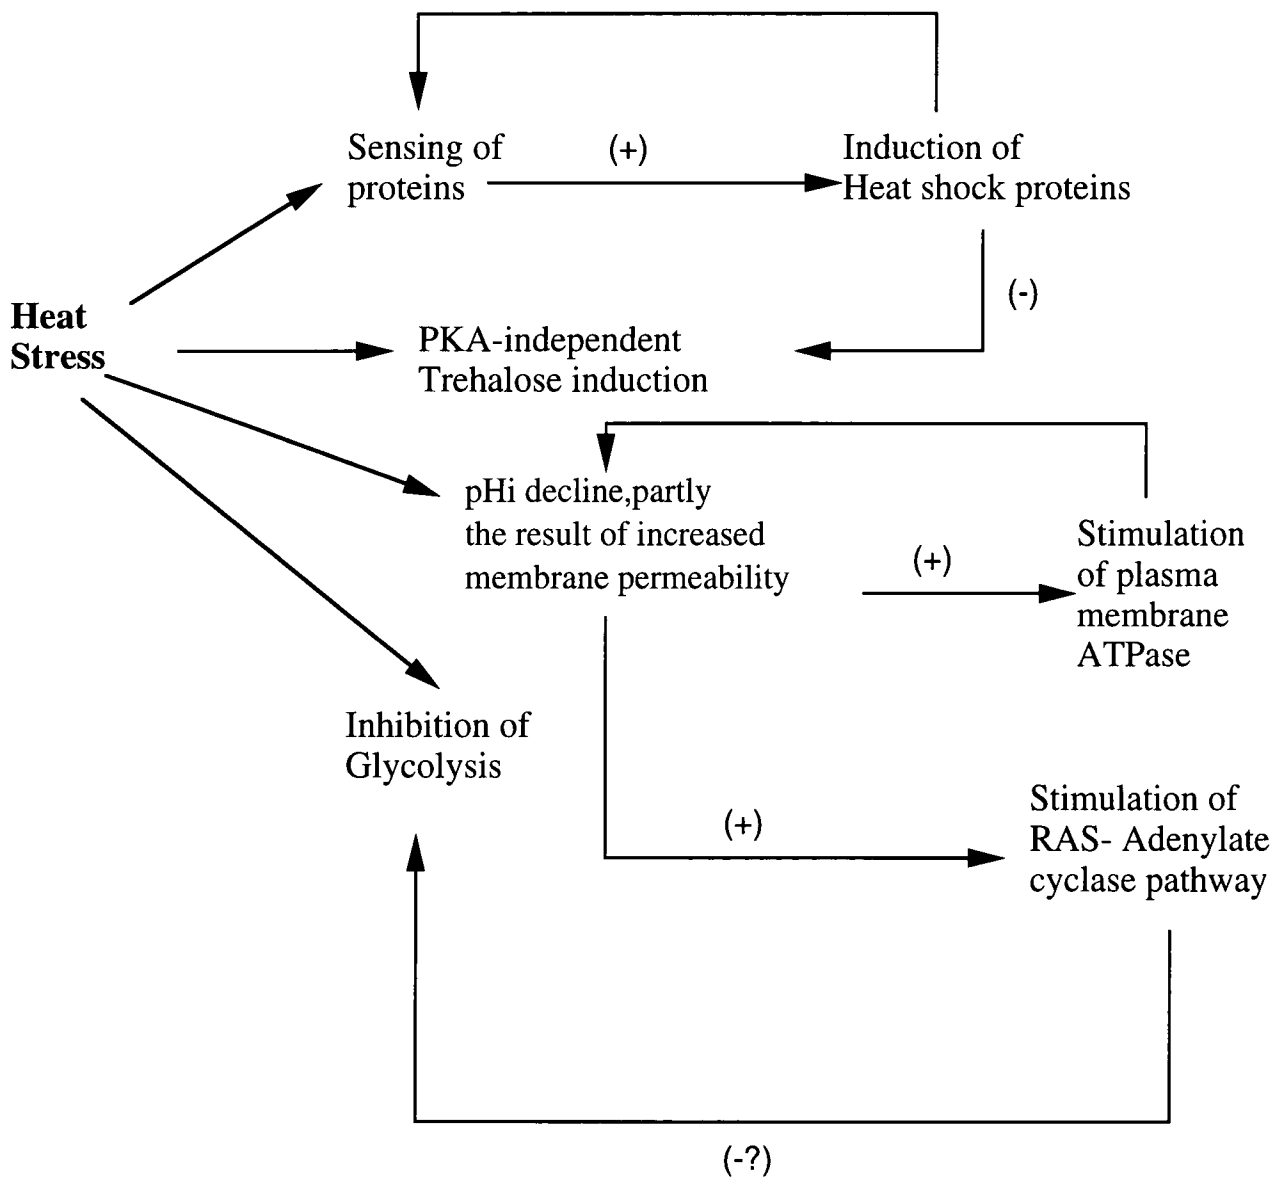 Sensing of
proteins
(+)
Induction of
Heat shock proteins
(-)
Heat
Stress
PKA-independent
Trehalose induction
pHi decline,partly
the result of increased
membrane permeability
(+)
Stimulation
of plasma
membrane
ATPase
Inhibition of
Glycolysis
(+)
Stimulation of
RAS- Adenylate
cyclase pathway
(-?)